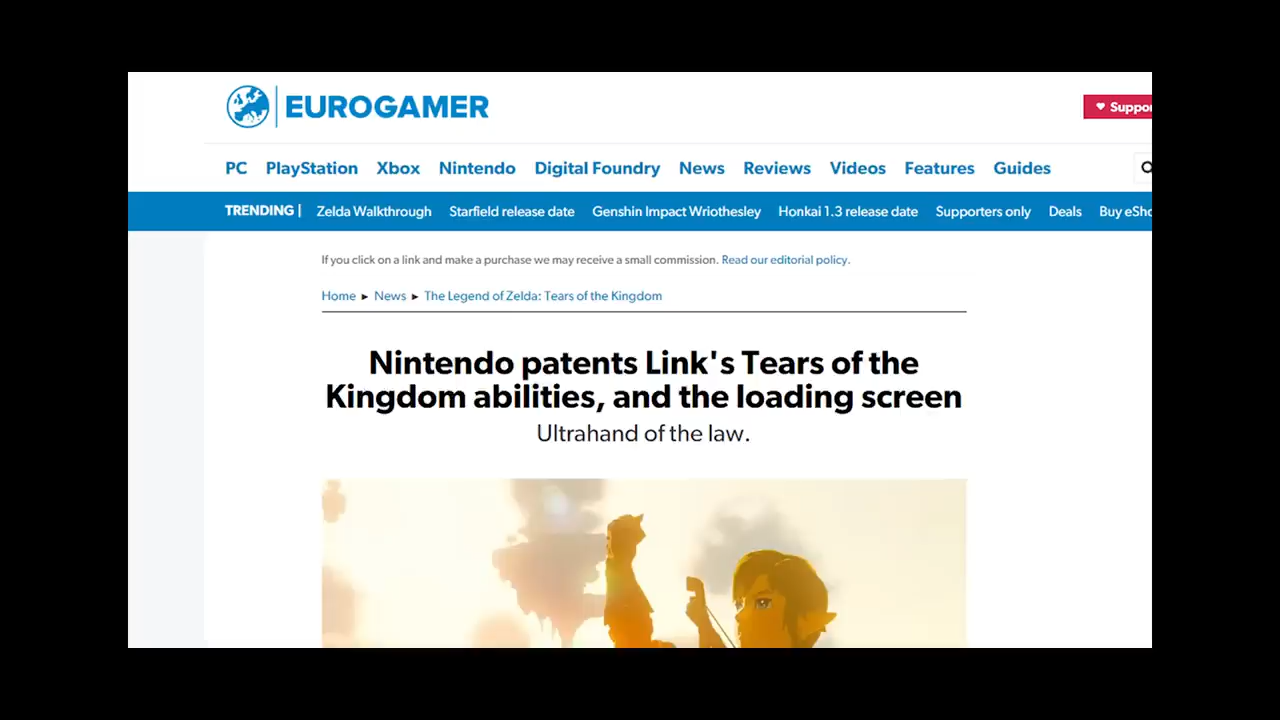 EUROGAMER
PC PlayStation Xbox Nintendo Digital Foundry News Reviews Videos Features Guides
TRENDING | Zelda Walkthrough Starfield release date Genshin Impact Wriothesley Honkai 1.3 release date Supporters only Deals Buy eSho
If you click on a link and make a purchase we may receive a small commission. Read our editorial policy.
Home ► News ► The Legend of Zelda: Tears of the Kingdom
Nintendo patents Link's Tears of the
Kingdom abilities, and the loading screen
Ultrahand of the law.